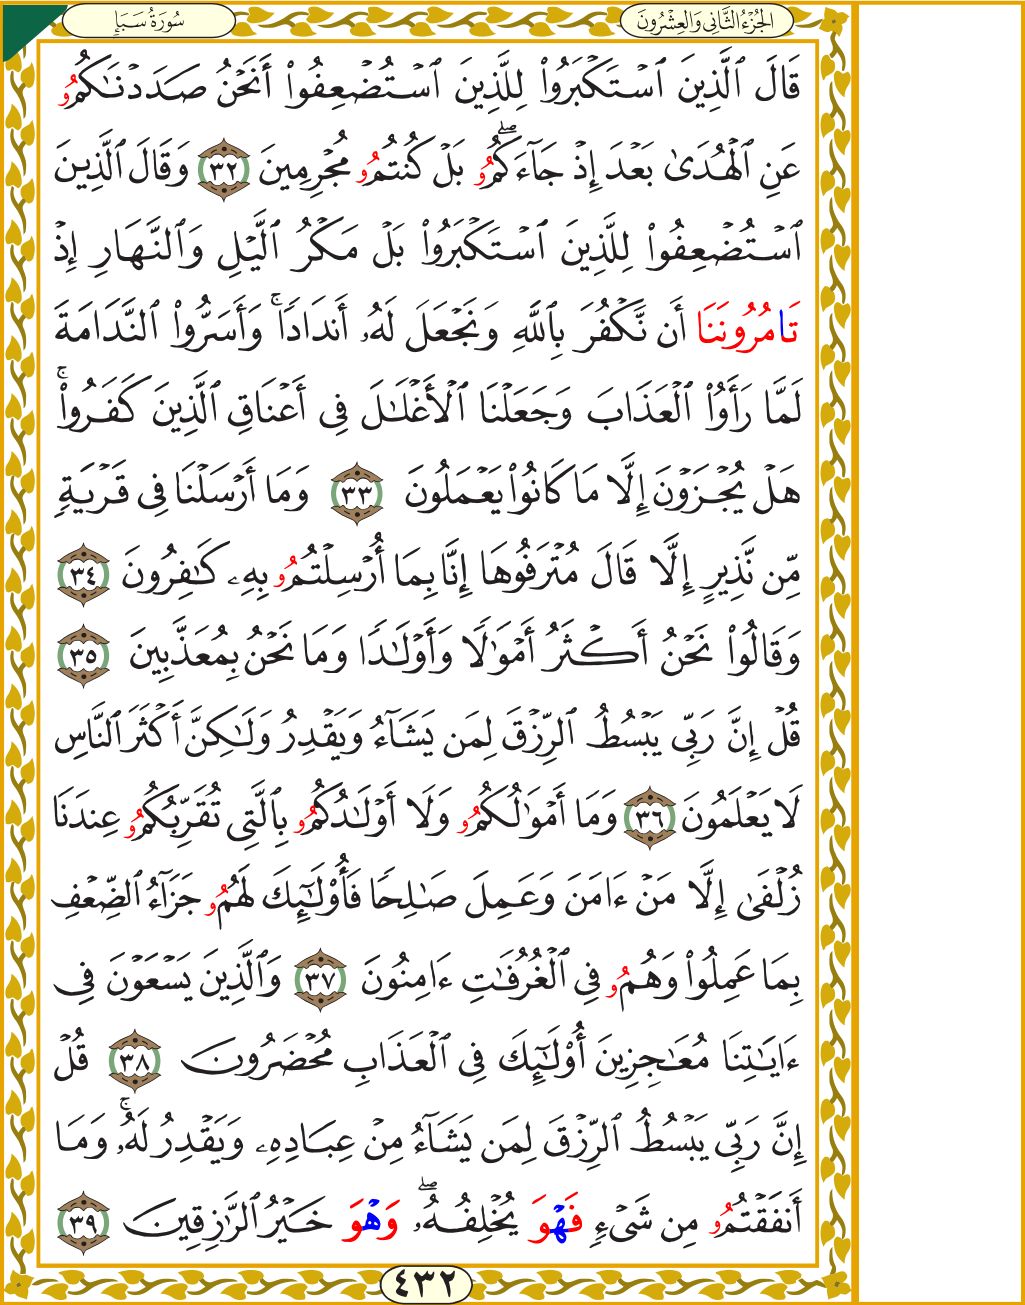 الجُزْءُ الثَّانِي وَالعِشْرُونَ
سُورَةُ سَبَإٍ
قَالَ ٱلَّذِينَ ٱسْتَكْبَرُوا۟ لِلَّذِينَ ٱسْتُضْعِفُوٓا۟ أَنَحْنُ صَدَدْنَٰكُمُو
عَنِ ٱلْهُدَىٰ بَعْدَ إِذْ جَآءَكُمُو ۖ بَلْ كُنتُمُو مُجْرِمِينَ ٣٢ وَقَالَ ٱلَّذِينَ
ٱسْتُضْعِفُوا۟ لِلَّذِينَ ٱسْتَكْبَرُوا۟ بَلْ مَكْرُ ٱلَّيْلِ وَٱلنَّهَارِ إِذْ
تَامُرُونَنَا أَن نَّكْفُرَ بِٱللَّهِ وَنَجْعَلَ لَهُۥ أَندَادًا ۚ وَأَسَرُّوا۟ ٱلنَّدَامَةَ
لَمَّا رَأَوُا۟ ٱلْعَذَابَ وَجَعَلْنَا ٱلْأَغْلَٰلَ فِى أَعْنَاقِ ٱلَّذِينَ كَفَرُوا۟ ۚ
هَلْ يُجْزَوْنَ إِلَّا مَا كَانُوا۟ يَعْمَلُونَ ٣٣ وَمَا أَرْسَلْنَا فِى قَرْيَةٍ
مِّن نَّذِيرٍ إِلَّا قَالَ مُتْرَفُوهَا إِنَّا بِمَا أُرْسِلْتُمُو بِهِۦ كَٰفِرُونَ ٣٤
وَقَالُوا۟ نَحْنُ أَكْثَرُ أَمْوَٰلًا وَأَوْلَٰدًا وَمَا نَحْنُ بِمُعَذَّبِينَ ٣٥
قُلْ إِنَّ رَبِّى يَبْسُطُ ٱلرِّزْقَ لِمَن يَشَآءُ وَيَقْدِرُ وَلَٰكِنَّ أَكْثَرَ ٱلنَّاسِ
لَا يَعْلَمُونَ ٣٦ وَمَا أَمْوَٰلُكُمُو وَلَا أَوْلَٰدُكُمُو بِٱلَّتِى تُقَرِّبُكُمُو عِندَنَا
زُلْفَىٰ إِلَّا مَنْ ءَامَنَ وَعَمِلَ صَٰلِحًا فَأُو۟لَٰٓئِكَ لَهُمُو جَزَآءُ ٱلضِّعْفِ
بِمَا عَمِلُوا۟ وَهُمُو فِى ٱلْغُرُفَٰتِ ءَامِنُونَ ٣٧ وَٱلَّذِينَ يَسْعَوْنَ فِى
ءَايَٰتِنَا مُعَٰجِزِينَ أُو۟لَٰٓئِكَ فِى ٱلْعَذَابِ مُحْضَرُونَ ٣٨ قُلْ
إِنَّ رَبِّى يَبْسُطُ ٱلرِّزْقَ لِمَن يَشَآءُ مِنْ عِبَادِهِۦ وَيَقْدِرُ لَهُۥ ۚ وَمَا
أَنفَقْتُمُو مِن شَىْءٍ فَهْوَ يُخْلِفُهُۥ ۖ وَهْوَ خَيْرُ ٱلرَّٰزِقِينَ ٣٩
٤٣٢